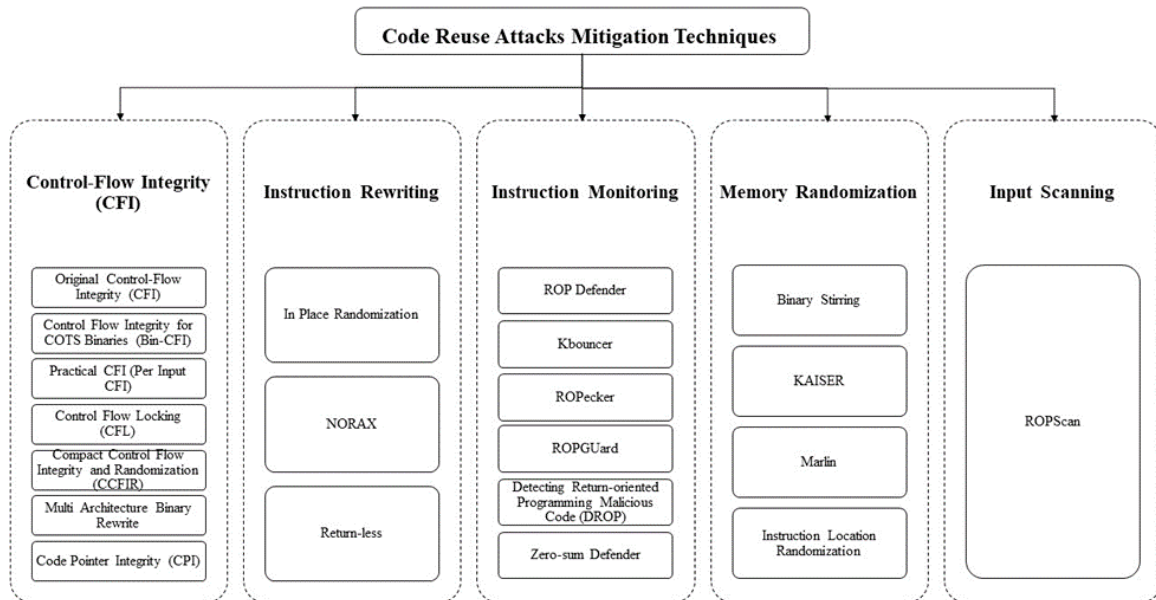 Code Reuse Attacks Mitigation Techniques
Control-Flow Integrity
(CFI)
Original Control-Flow
Integrity (CFI)
Control Flow Integrity for
COTS Binaries (Bin-CFI)
Practical CFI (Per Input
CFI)
Control Flow Locking
(CFL)
Compact Control Flow
Integrity and Randomization
(CCFIR)
Multi Architecture Binary
Rewrite
Code Pointer Integrity (CPI)
Instruction Rewriting
In Place Randomization
NORAX
Return-less
Instruction Monitoring
ROP Defender
Kbouncer
ROPecker
ROPGUard
Detecting Return-oriented
Programming Malicious
Code (DROP)
Zero-sum Defender
Memory Randomization
Binary Stirring
KAISER
Marlin
Instruction Location
Randomization
Input Scanning
ROPScan